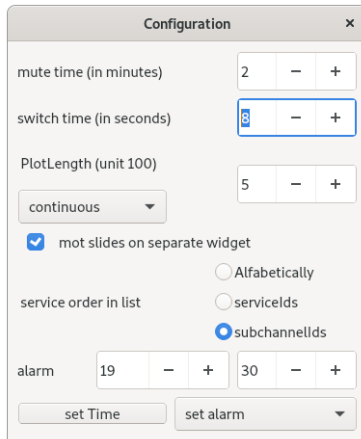 Configuration ×
mute time (in minutes) 2 − +
switch time (in seconds) 8 − +
PlotLength (unit 100)
5 − +
continuous
mot slides on separate widget
Alfabetically
service order in list serviceIds
subchannelIds
alarm 19 − + 30 − +
set Time set alarm